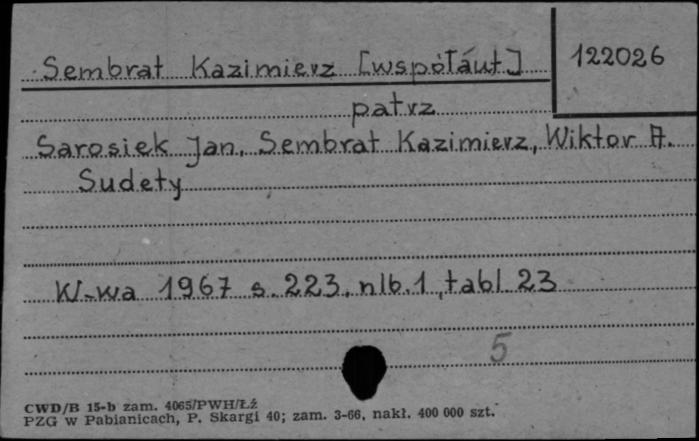 Sembrat Kazimierz [współaut]
122026
patrz
Sarosiek Jan, Sembrat Kazimierz, Wiktor A.
Sudety
W-wa 1967 s. 223, nlb. 1, tabl. 23
5
CWD/B 15-b zam. 4065/PWH/Łź
PZG w Pabianicach, P. Skargi 40; zam. 3-66, nakł. 400 000 szt.